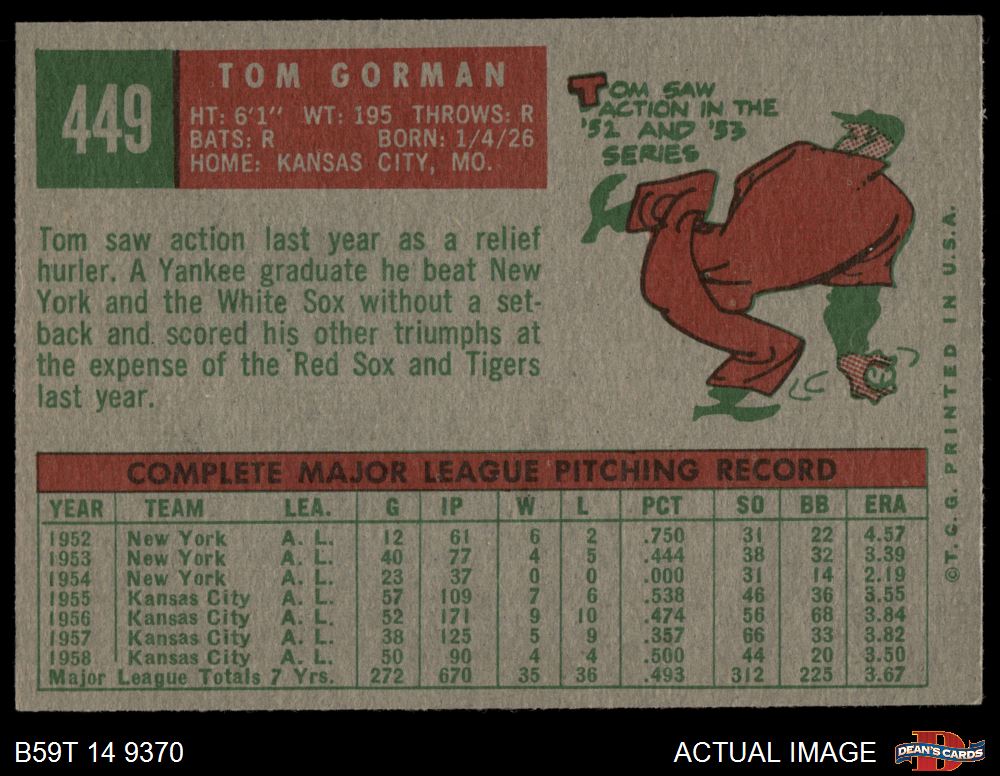 449
TOM GORMAN
HT: 6'1" WT: 195 THROWS: R
BATS: R BORN: 1/4/26
HOME: KANSAS CITY, MO.
TOM SAW
ACTION IN THE
'52 AND '53
SERIES
Tom saw action last year as a relief
hurler. A Yankee graduate he beat New
York and the White Sox without a set-
back and scored his other triumphs at
the expense of the Red Sox and Tigers
last year.
COMPLETE MAJOR LEAGUE PITCHING RECORD
YEAR TEAM LEA. G IP W L PCT SO BB ERA
1952 New York A. L. 12 61 6 2 .750 31 22 4.57
1953 New York A. L. 40 77 4 5 .444 38 32 3.39
1954 New York A. L. 23 37 0 0 .000 31 14 2.19
1955 Kansas City A. L. 57 109 7 6 .538 46 36 3.55
1956 Kansas City A. L. 52 171 9 10 .474 56 68 3.84
1957 Kansas City A. L. 38 125 5 9 .357 66 33 3.82
1958 Kansas City A. L. 50 90 4 4 .500 44 20 3.50
Major League Totals 7 Yrs. 272 670 35 36 .493 312 225 3.67
©T. C. G. PRINTED IN U.S.A.
B59T 14 9370
ACTUAL IMAGE
D
DEAN'S CARDS